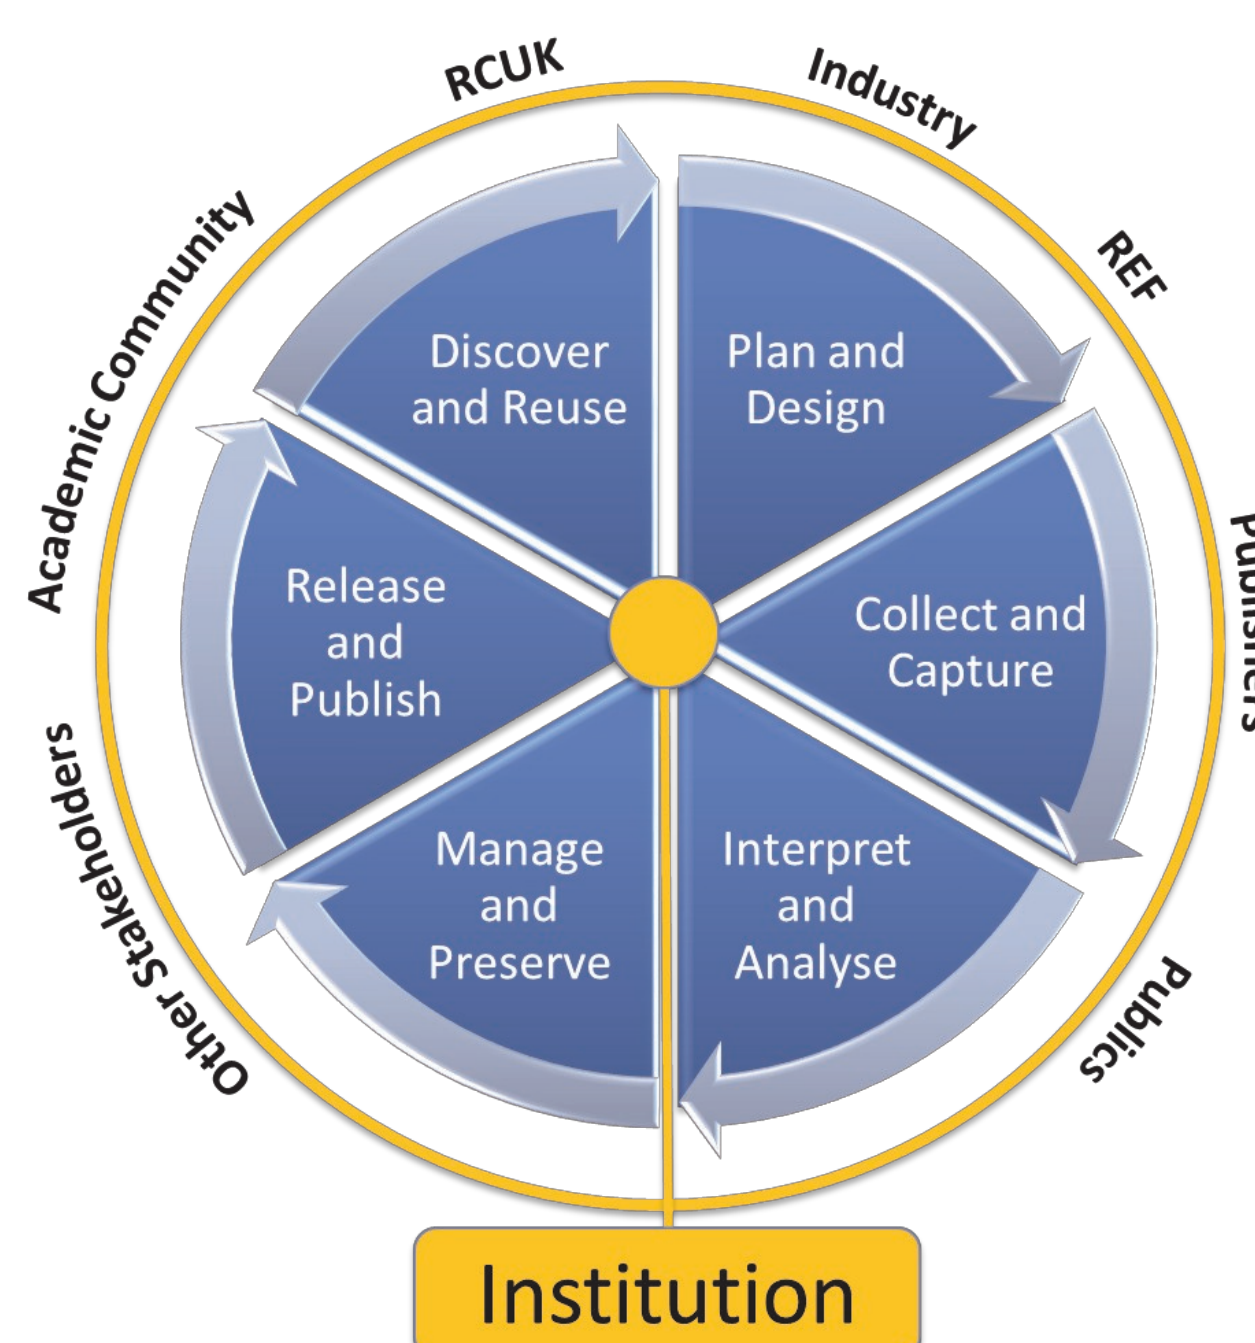 RCUK
Industry
REF
Publishers
Publics
Other Stakeholders
Academic Community
Discover
and Reuse
Plan and
Design
Collect and
Capture
Interpret
and
Analyse
Manage
and
Preserve
Release
and
Publish
Institution